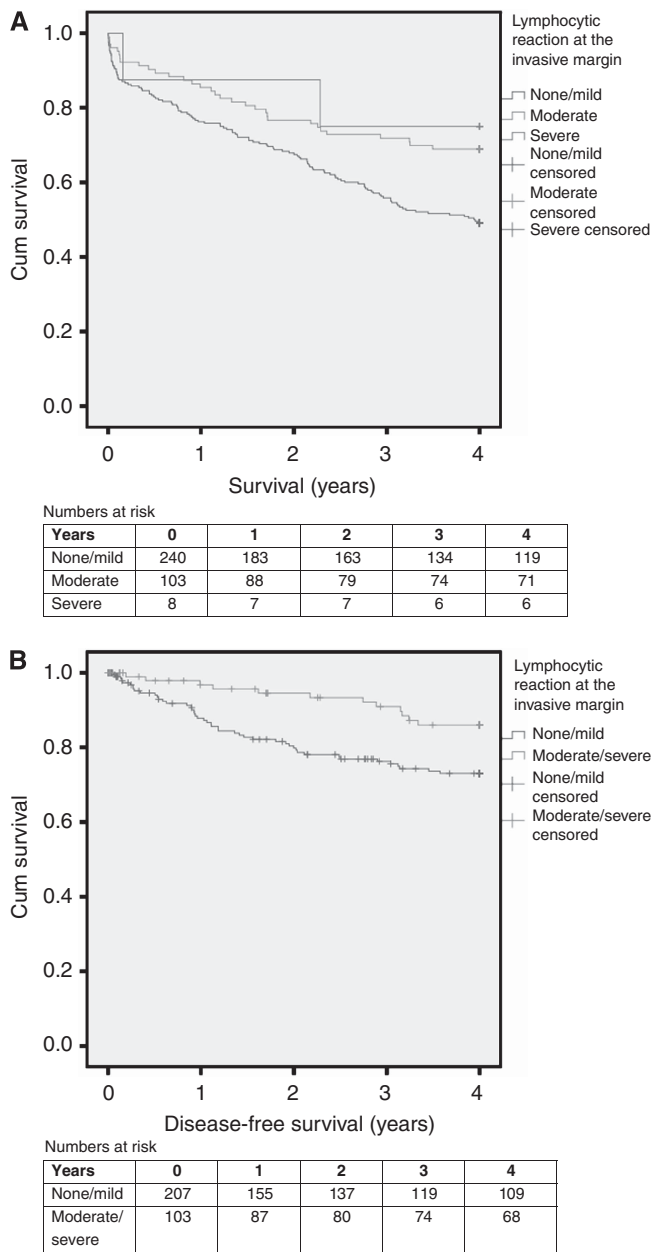 A
Lymphocytic
reaction at the
invasive margin
None/mild
Moderate
Severe
None/mild
censored
Moderate
censored
Severe censored
Cum survival
1.0
0.8
0.6
0.4
0.2
0.0
0 1 2 3 4
Survival (years)
Numbers at risk
Years 0 1 2 3 4
None/mild 240 183 163 134 119
Moderate 103 88 79 74 71
Severe 8 7 7 6 6
B
Lymphocytic
reaction at the
invasive margin
None/mild
Moderate/severe
None/mild
censored
Moderate/severe
censored
Cum survival
1.0
0.8
0.6
0.4
0.2
0.0
0 1 2 3 4
Disease-free survival (years)
Numbers at risk
Years 0 1 2 3 4
None/mild 207 155 137 119 109
Moderate/ 103 87 80 74 68
severe